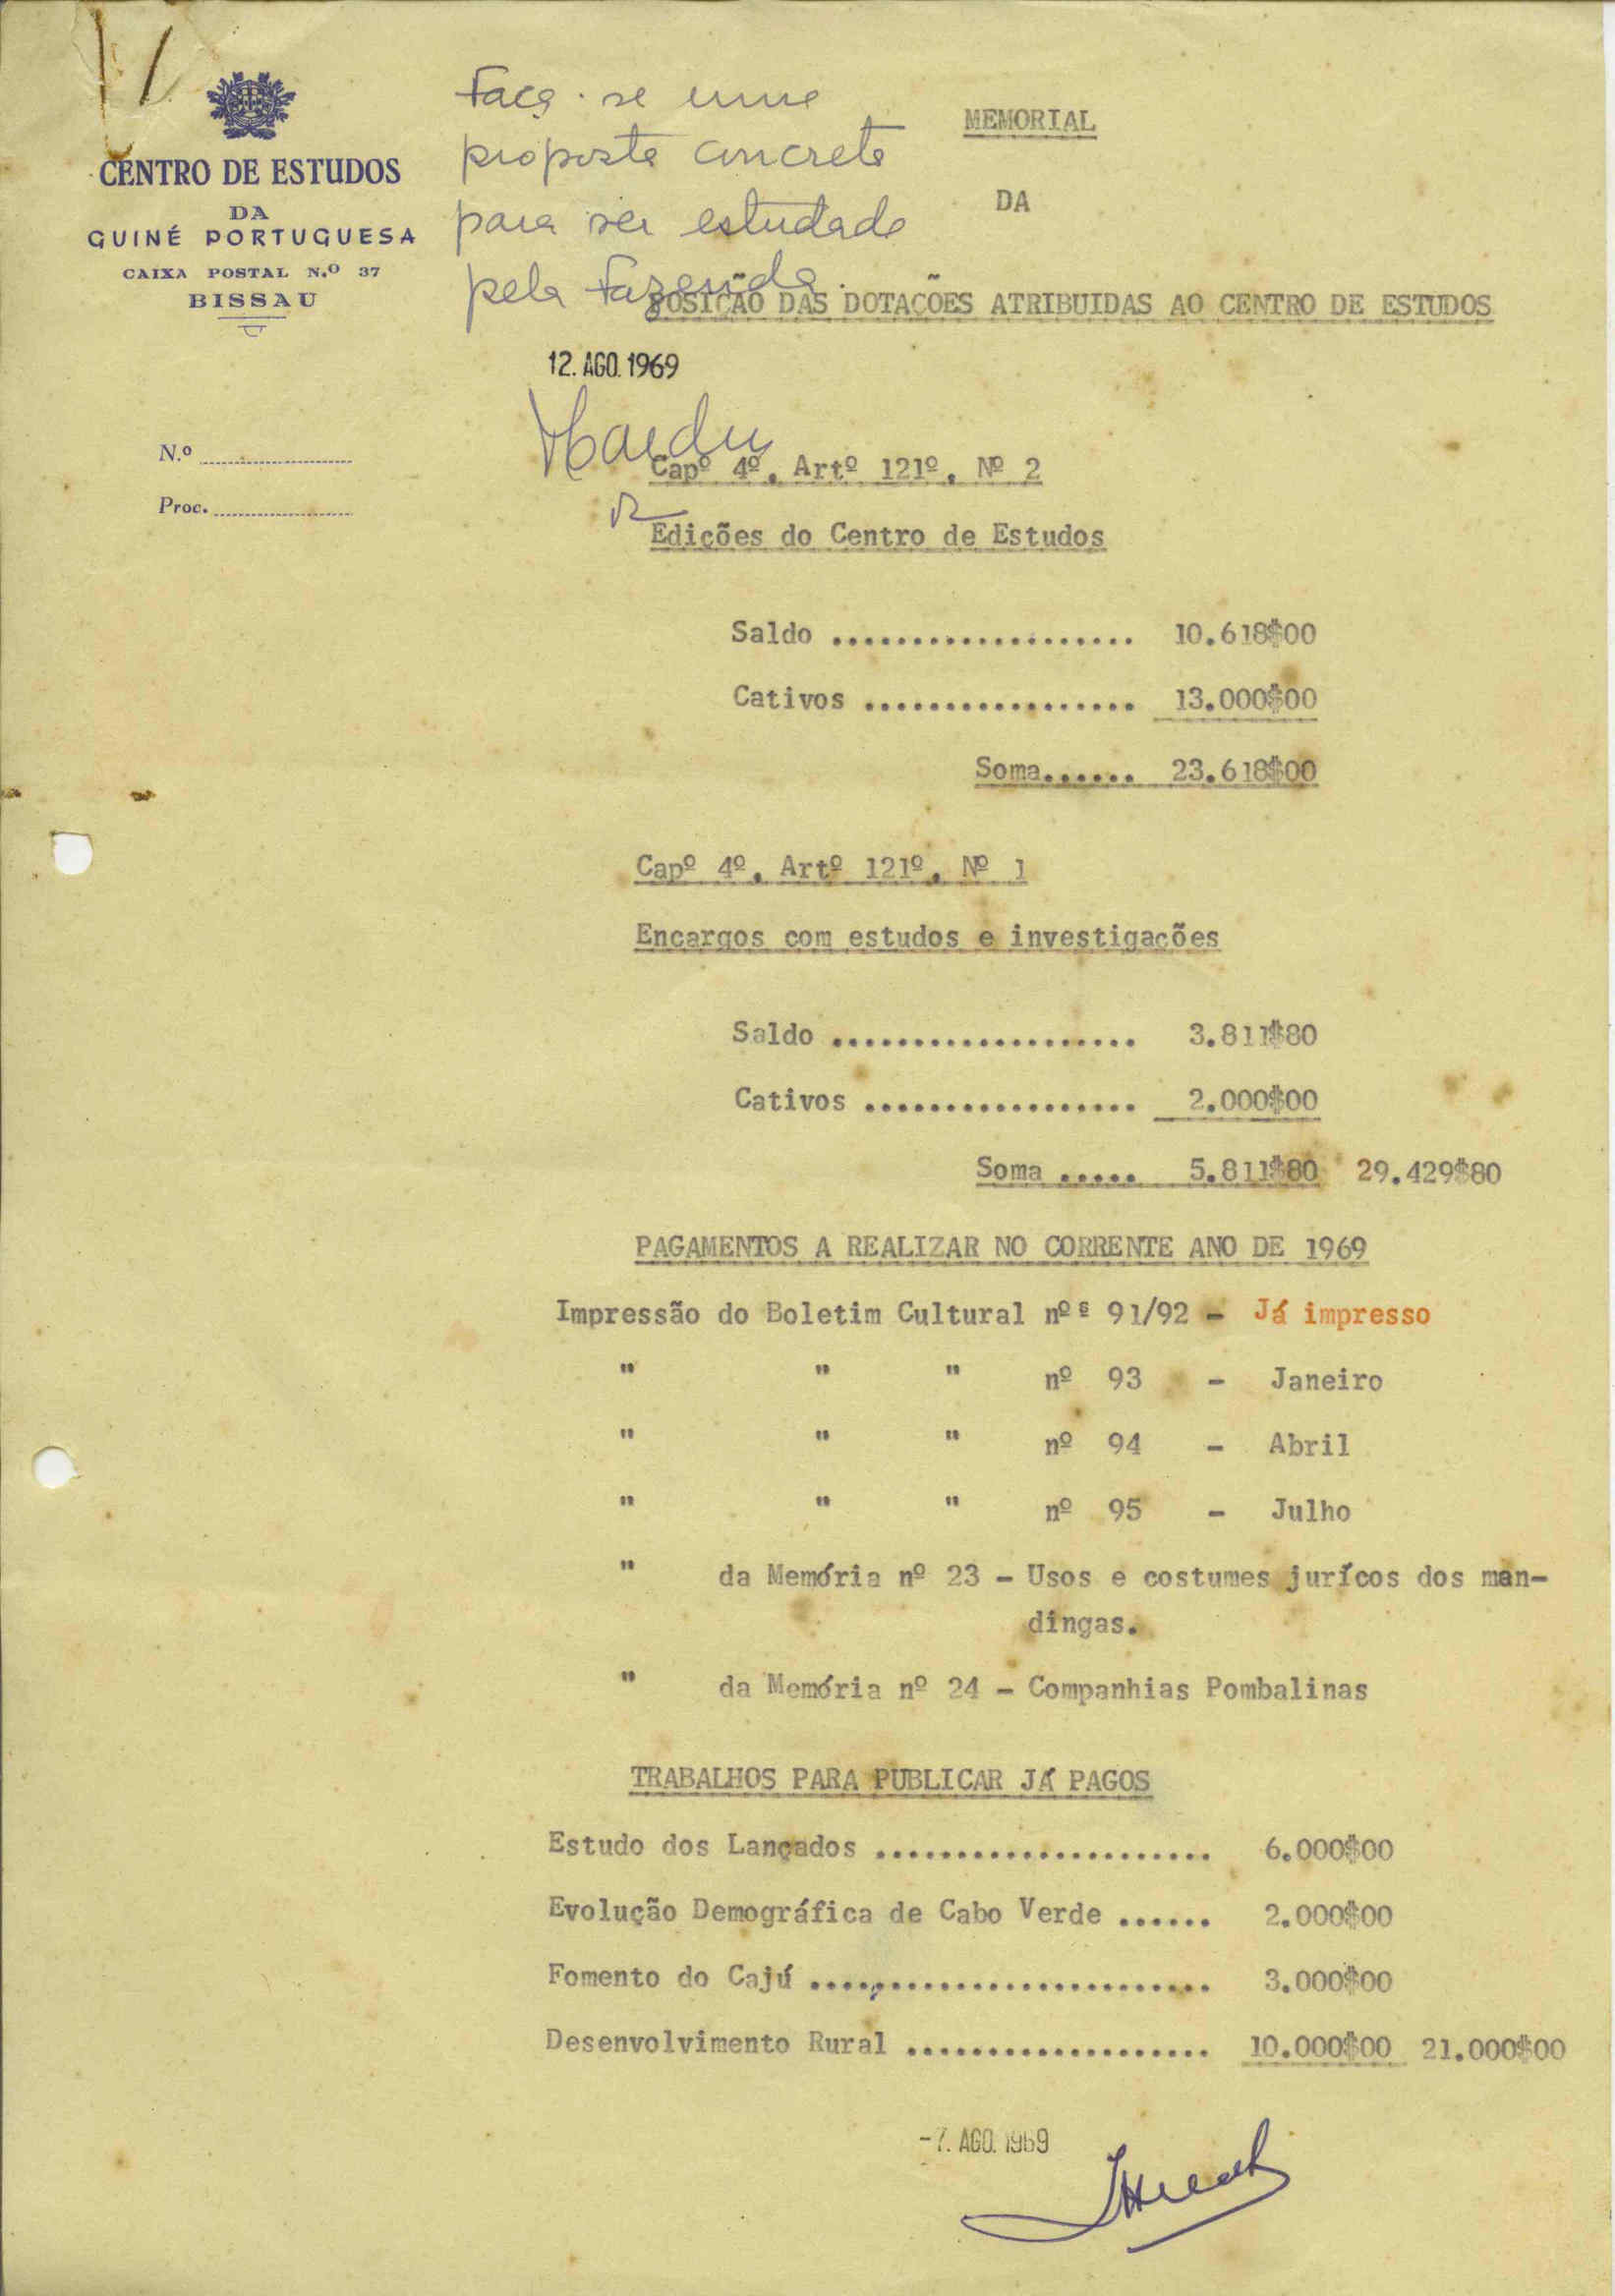 CENTRO DE ESTUDOS
DA
GUINÉ PORTUGUESA
CAIXA POSTAL N.º 37
BISSAU
N.º
Proc.
Faça-se uma
proposta concreta
para ser estudada
pela Fazenda.
12. AGO. 1969
MEMORIAL
DA
POSIÇÃO DAS DOTAÇÕES ATRIBUIDAS AO CENTRO DE ESTUDOS
Capº 4º, Artº 121º, Nº 2
Edições do Centro de Estudos
Saldo ................... 10.618$00
Cativos ................. 13.000$00
Soma...... 23.618$00
Capº 4º, Artº 121º, Nº 1
Encargos com estudos e investigações
Saldo ................... 3.811$80
Cativos ................. 2.000$00
Soma ..... 5.811$80 29.429$80
PAGAMENTOS A REALIZAR NO CORRENTE ANO DE 1969
Impressão do Boletim Cultural nºs 91/92 - Já impresso
" " " nº 93 - Janeiro
" " " nº 94 - Abril
" " " nº 95 - Julho
" da Memória nº 23 - Usos e costumes jurícos dos man-
dingas.
" da Memória nº 24 - Companhias Pombalinas
TRABALHOS PARA PUBLICAR JÁ PAGOS
Estudo dos Lançados ..................... 6.000$00
Evolução Demográfica de Cabo Verde ...... 2.000$00
Fomento do Cajú ......................... 3.000$00
Desenvolvimento Rural ................... 10.000$00 21.000$00
-7. AGO. 1969